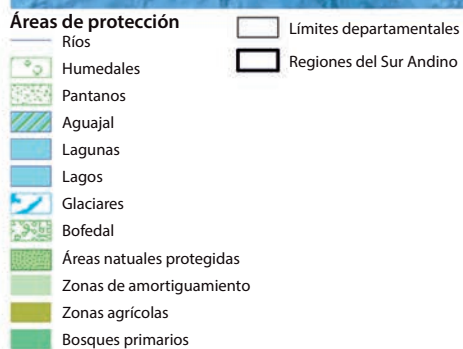 Áreas de protección
Ríos
Humedales
Pantanos
Aguajal
Lagunas
Lagos
Glaciares
Bofedal
Áreas natuales protegidas
Zonas de amortiguamiento
Zonas agrícolas
Bosques primarios
Límites departamentales
Regiones del Sur Andino